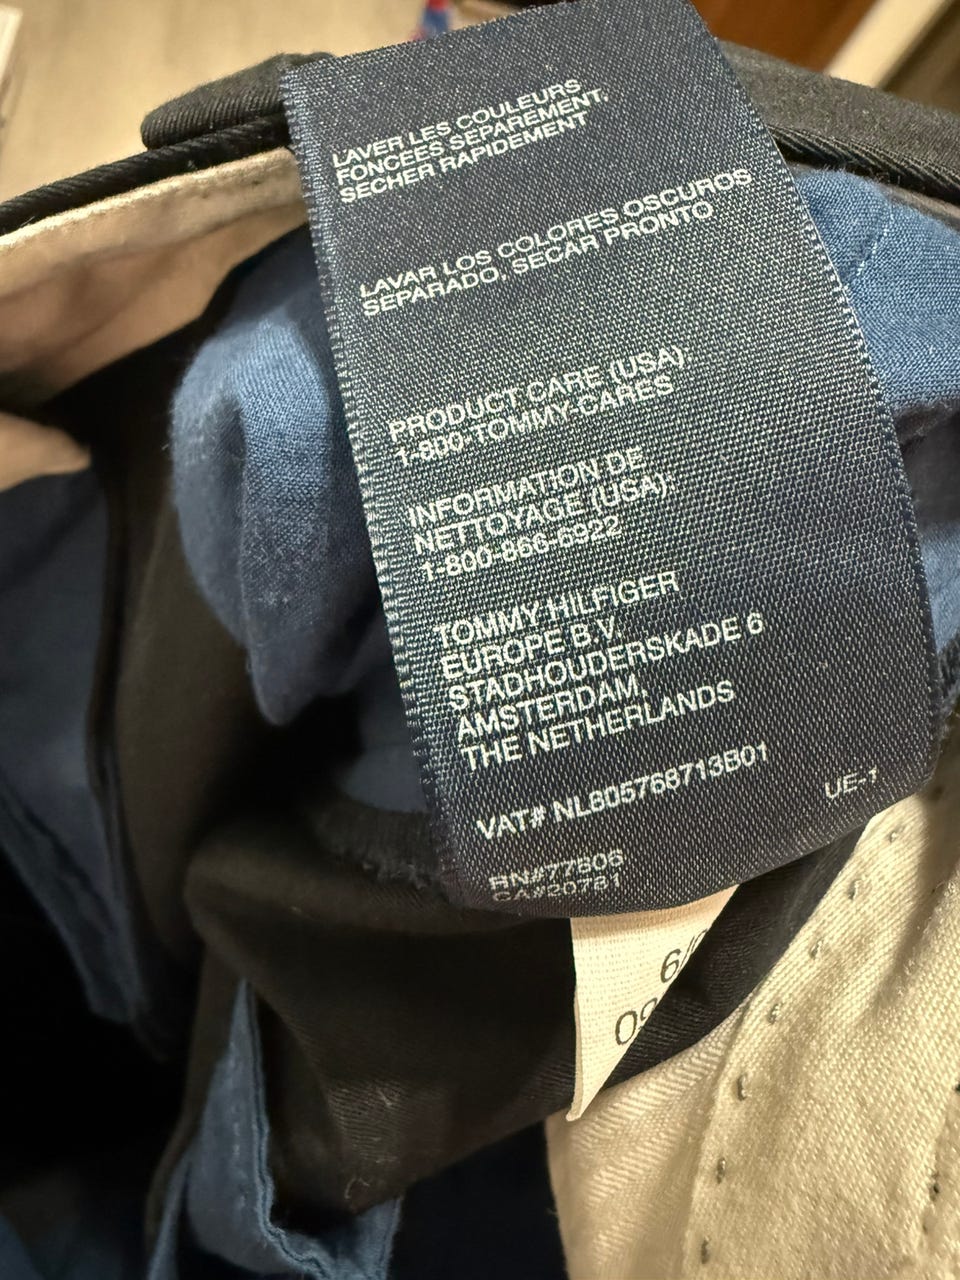 LAVER LES COULEURS
FONCEES SEPAREMENT,
SECHER RAPIDEMENT
LAVAR LOS COLORES OSCUROS
SEPARADO, SECAR PRONTO
PRODUCT CARE (USA):
1-800-TOMMY-CARES
INFORMATION DE
NETTOYAGE (USA):
1-800-866-6922
TOMMY HILFIGER
EUROPE B.V.
STADHOUDERSKADE 6
AMSTERDAM,
THE NETHERLANDS
VAT# NL805768713B01
UE-1
RN#77806
CA#20781